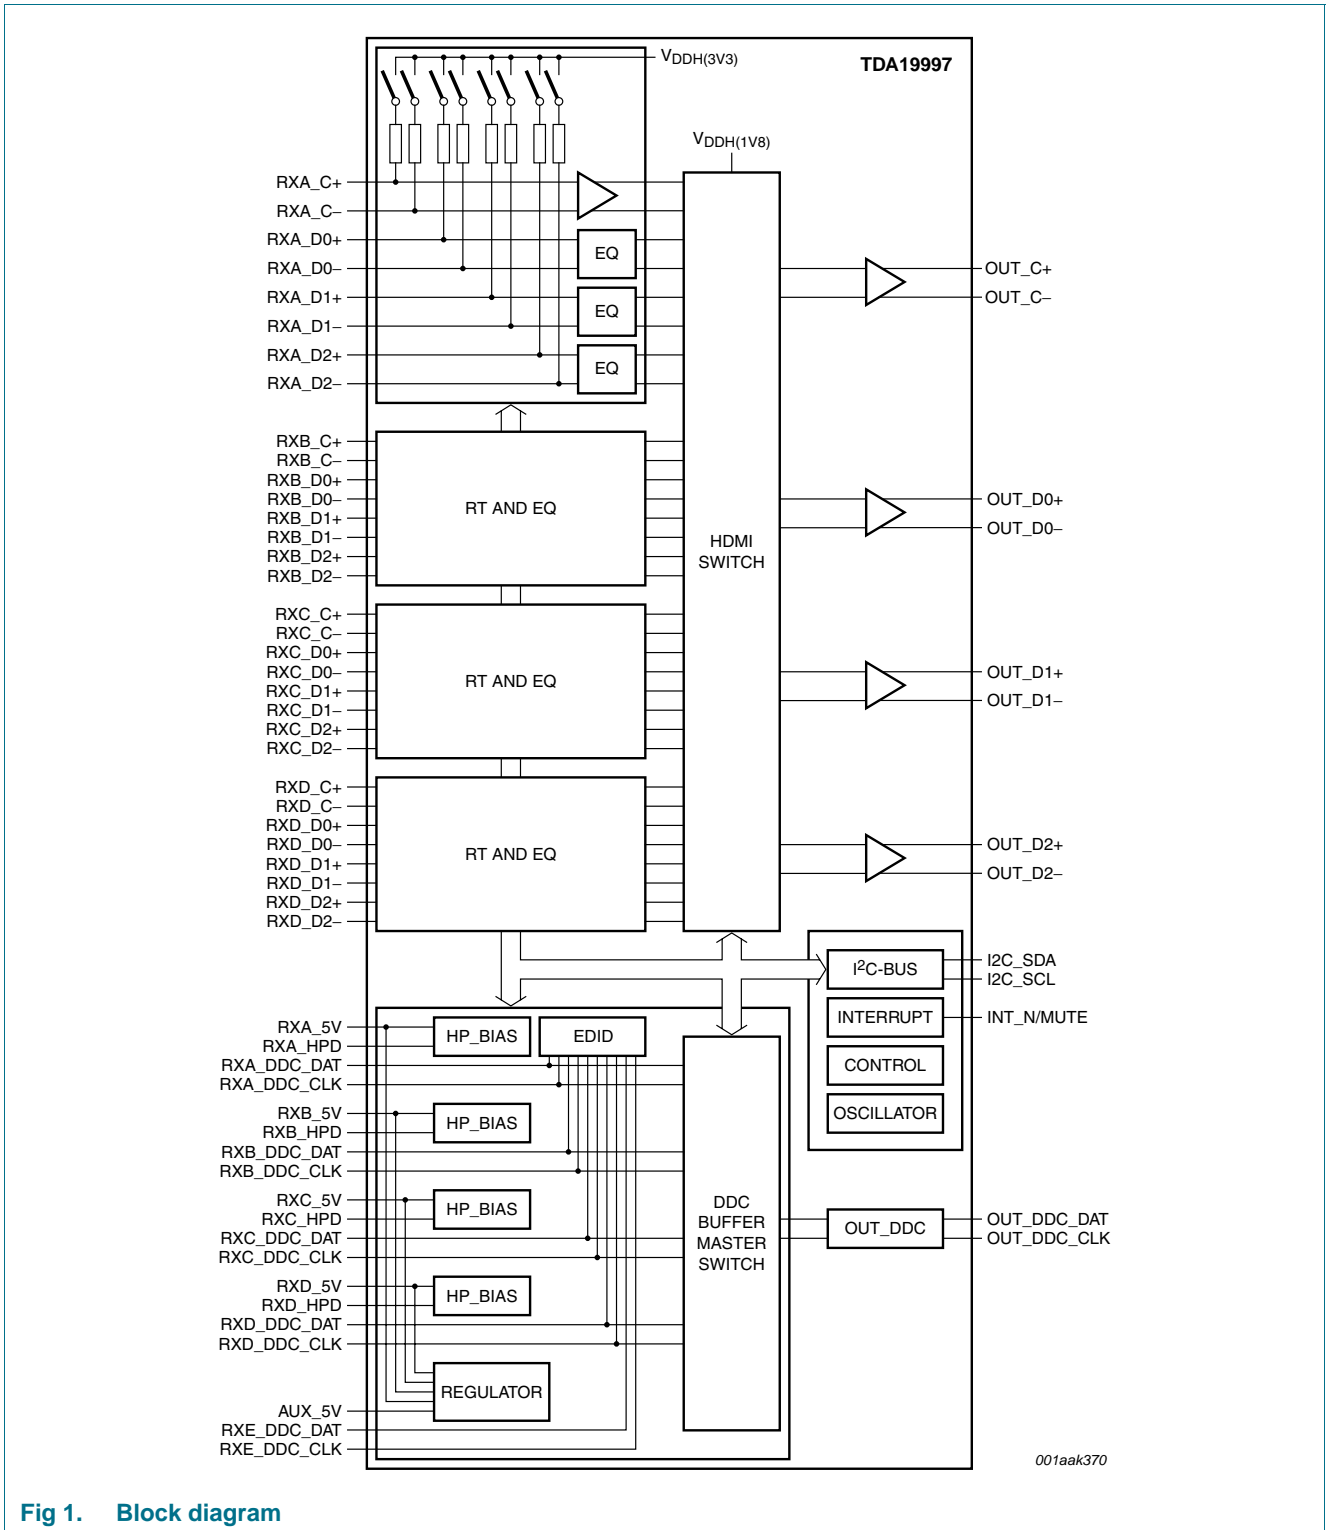 VDDH(3V3)
TDA19997
VDDH(1V8)
RXA_C+
RXA_C−
RXA_D0+
RXA_D0−
RXA_D1+
RXA_D1−
RXA_D2+
RXA_D2−
EQ
EQ
EQ
RXB_C+
RXB_C−
RXB_D0+
RXB_D0−
RXB_D1+
RXB_D1−
RXB_D2+
RXB_D2−
RT AND EQ
RXC_C+
RXC_C−
RXC_D0+
RXC_D0−
RXC_D1+
RXC_D1−
RXC_D2+
RXC_D2−
RT AND EQ
RXD_C+
RXD_C−
RXD_D0+
RXD_D0−
RXD_D1+
RXD_D1−
RXD_D2+
RXD_D2−
RT AND EQ
HDMI
SWITCH
OUT_C+
OUT_C−
OUT_D0+
OUT_D0−
OUT_D1+
OUT_D1−
OUT_D2+
OUT_D2−
I2C-BUS
I2C_SDA
I2C_SCL
INTERRUPT
INT_N/MUTE
CONTROL
OSCILLATOR
RXA_5V
RXA_HPD
RXA_DDC_DAT
RXA_DDC_CLK
HP_BIAS
EDID
RXB_5V
RXB_HPD
RXB_DDC_DAT
RXB_DDC_CLK
HP_BIAS
RXC_5V
RXC_HPD
RXC_DDC_DAT
RXC_DDC_CLK
HP_BIAS
RXD_5V
RXD_HPD
RXD_DDC_DAT
RXD_DDC_CLK
HP_BIAS
REGULATOR
AUX_5V
RXE_DDC_DAT
RXE_DDC_CLK
DDC
BUFFER
MASTER
SWITCH
OUT_DDC
OUT_DDC_DAT
OUT_DDC_CLK
001aak370
Fig 1. Block diagram